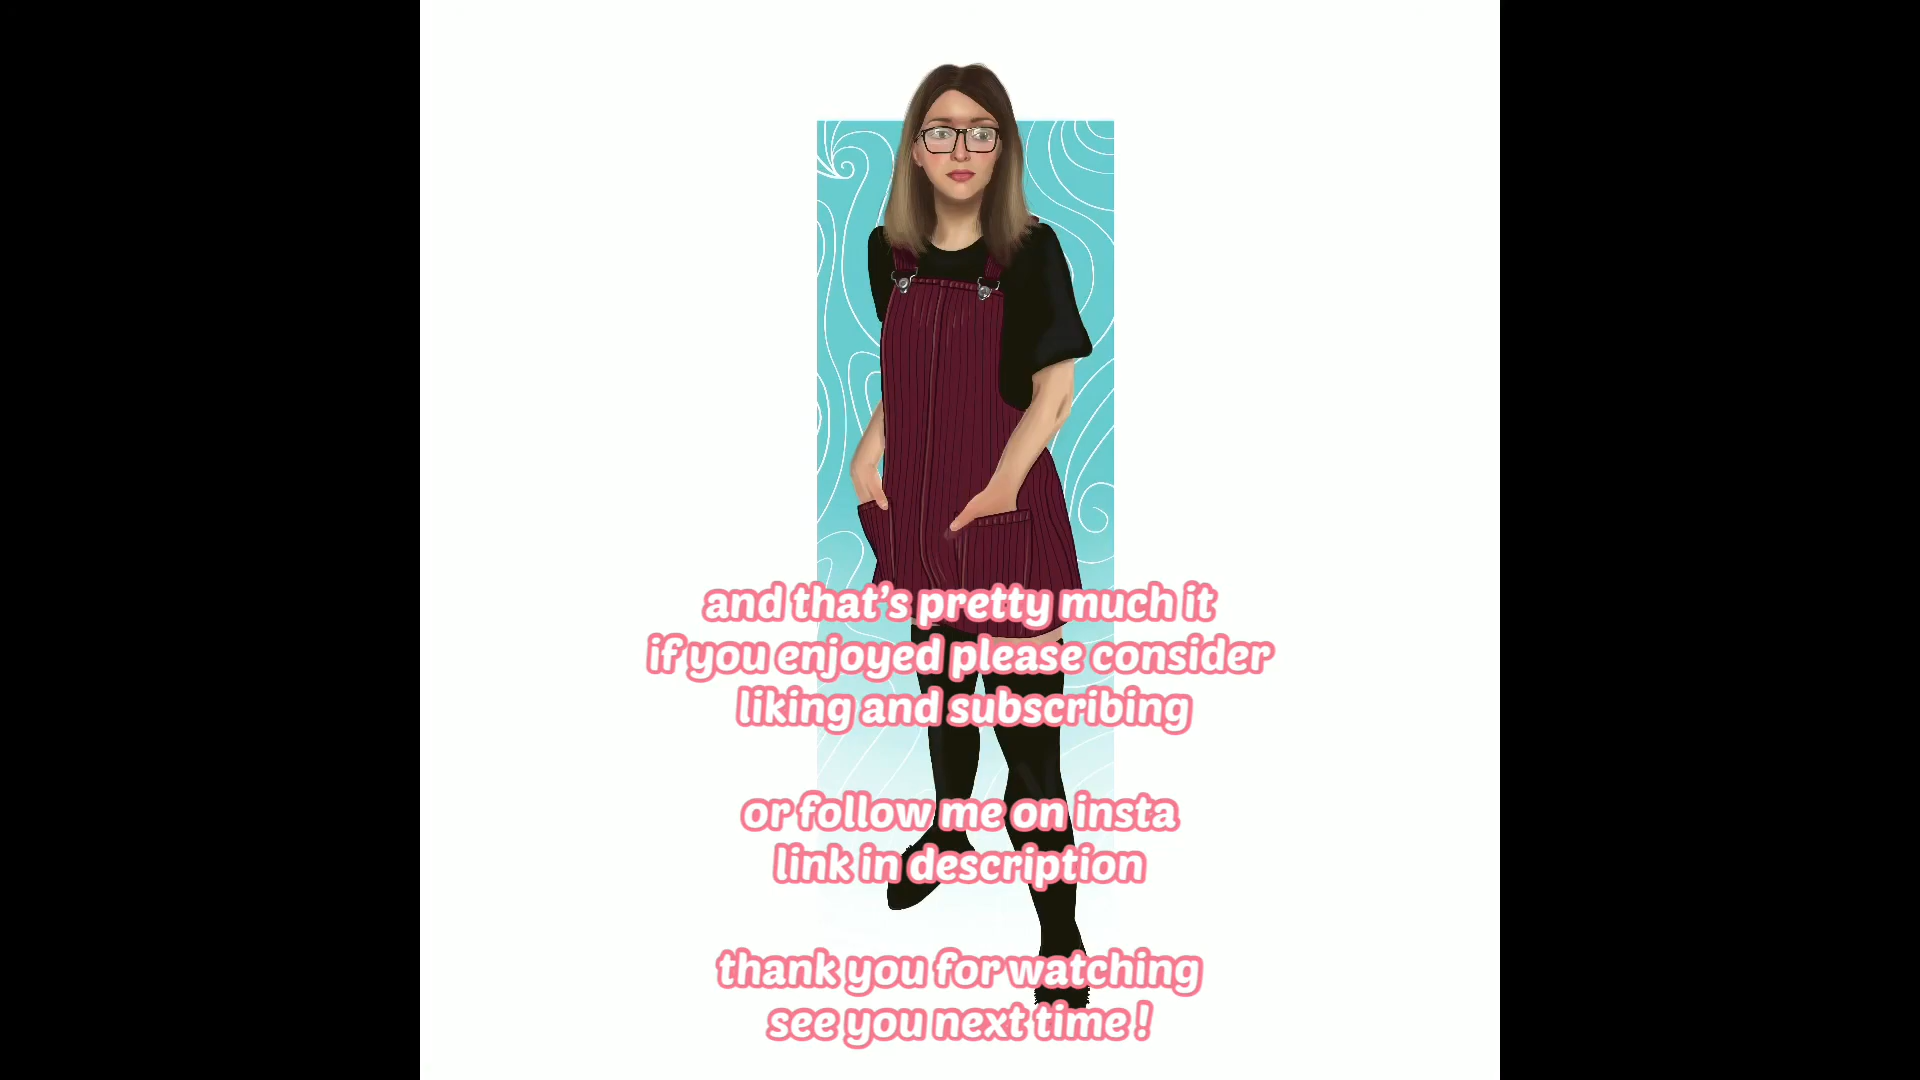 and that's pretty much it
if you enjoyed please consider
liking and subscribing
or follow me on insta
link in description
thank you for watching
see you next time !